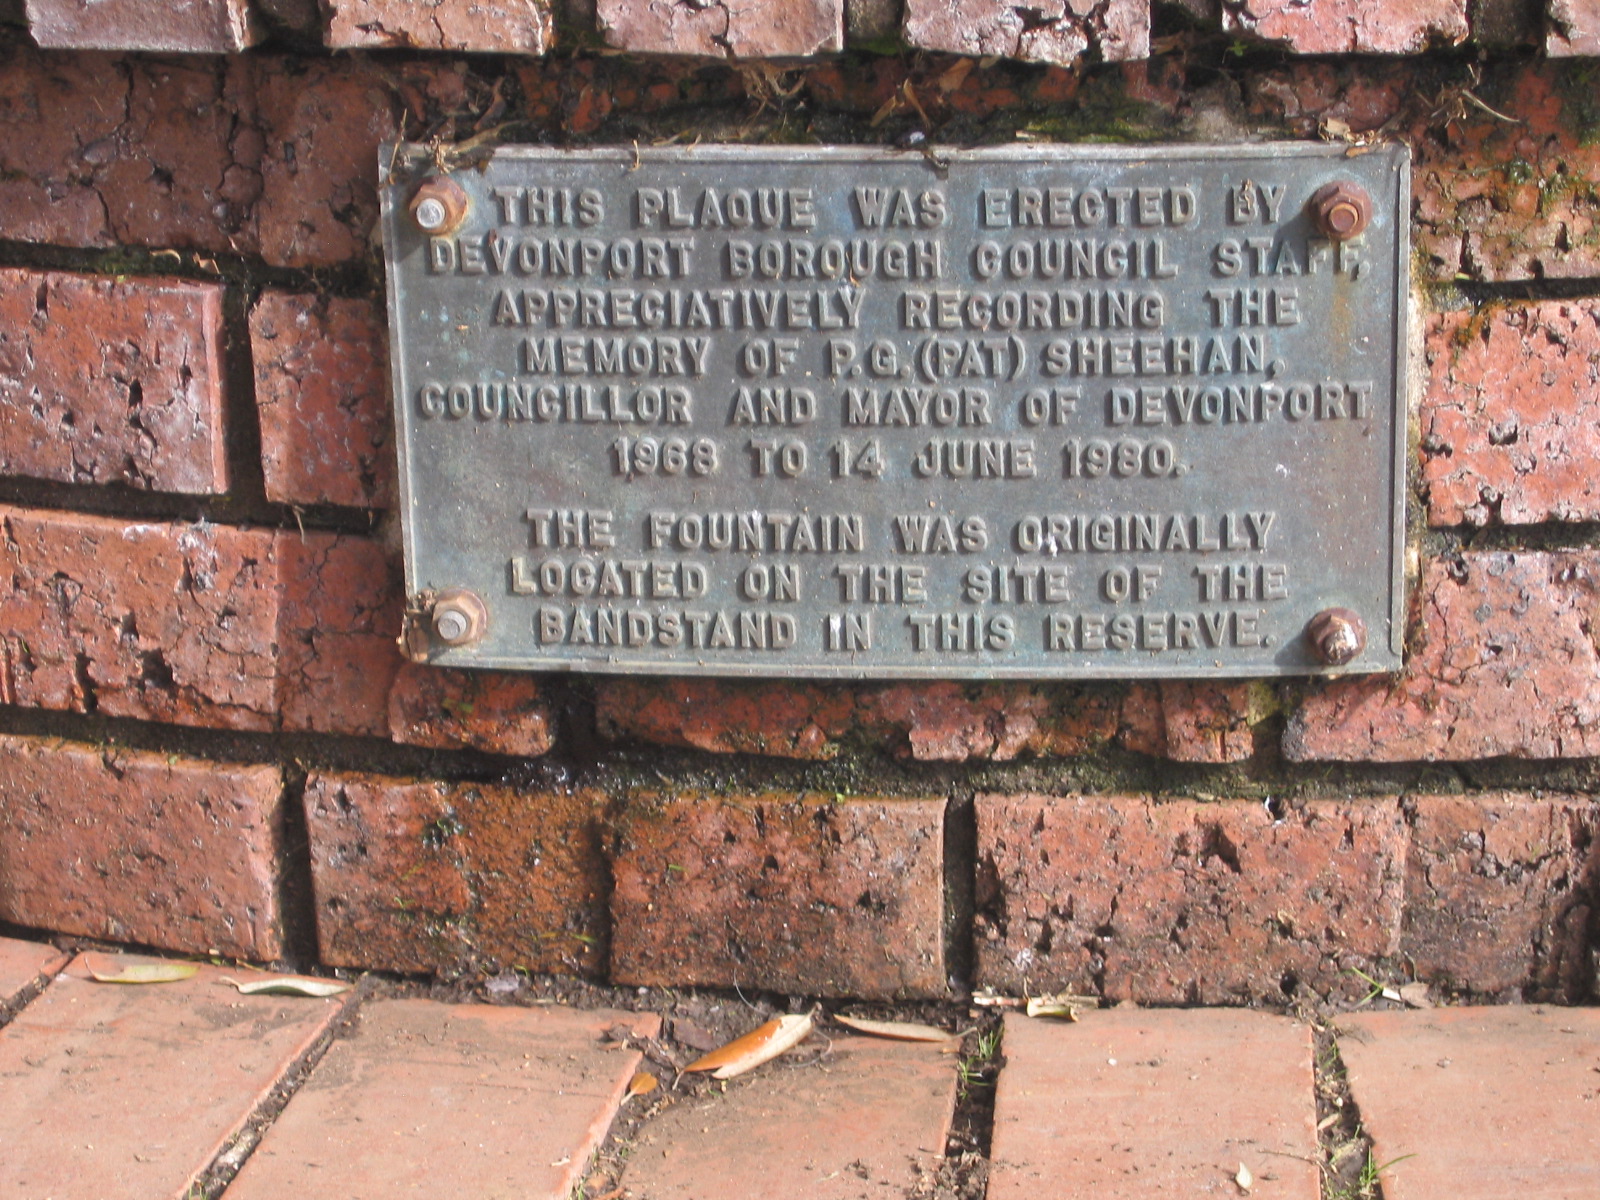 THIS PLAQUE WAS ERECTED BY
DEVONPORT BOROUGH COUNCIL STAFF,
APPRECIATIVELY RECORDING THE
MEMORY OF P.G. (PAT) SHEEHAN,
COUNCILLOR AND MAYOR OF DEVONPORT
1968 TO 14 JUNE 1980.
THE FOUNTAIN WAS ORIGINALLY
LOCATED ON THE SITE OF THE
BANDSTAND IN THIS RESERVE.